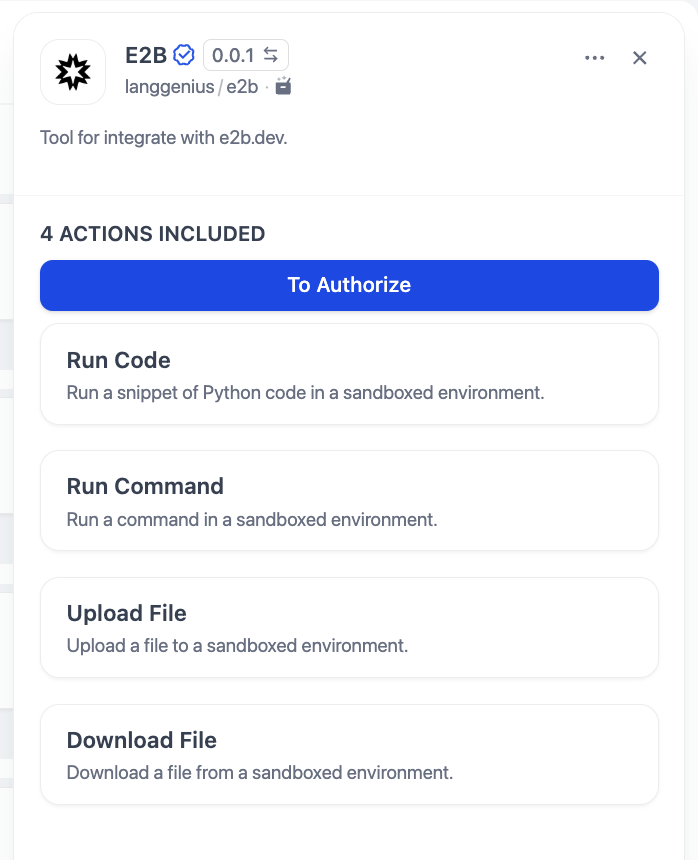 E2B 0.0.1
langgenius / e2b ·
Tool for integrate with e2b.dev.
4 ACTIONS INCLUDED
To Authorize
Run Code
Run a snippet of Python code in a sandboxed environment.
Run Command
Run a command in a sandboxed environment.
Upload File
Upload a file to a sandboxed environment.
Download File
Download a file from a sandboxed environment.